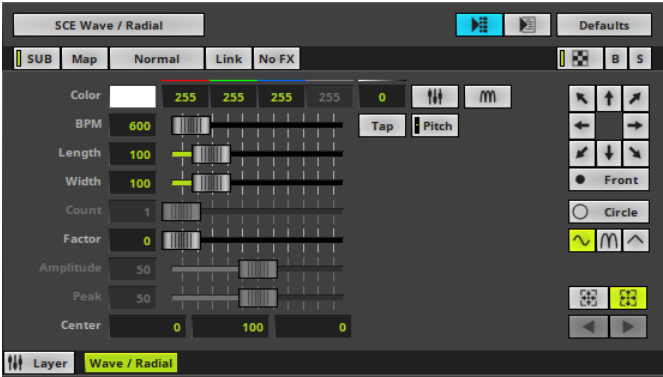 SCE Wave / Radial Defaults
SUB Map Normal Link No FX B S
Color 255 255 255 255 0
BPM 600 Tap Pitch
Length 100
Width 100
Front
Count 1 Circle
Factor 0
Amplitude 50
Peak 50
Center 0 100 0
Layer Wave / Radial